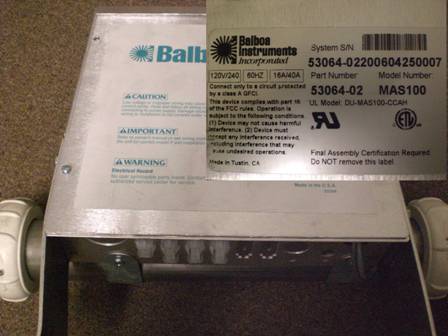 Balboa
Instruments
Incorporated
System S/N
53064-02200604250007
120V/240 60HZ 16A/40A
Part Number Model Number
53064-02 MAS100
UL Model: DU-MAS100-CCAH
Connect only to a circuit protected
by a class A GFCI.
This device complies with part 15
of the FCC rules. Operation is
subject to the following conditions
(1) Device may not cause harmful
interference. (2) Device must
accept any interference received,
including interference that may
cause undesired operations.
Made in Tustin, CA
Final Assembly Certification Required
Do NOT remove this label
Balb
CAUTION
IMPORTANT
WARNING
Electrical Hazard
Made in the U.S.A.